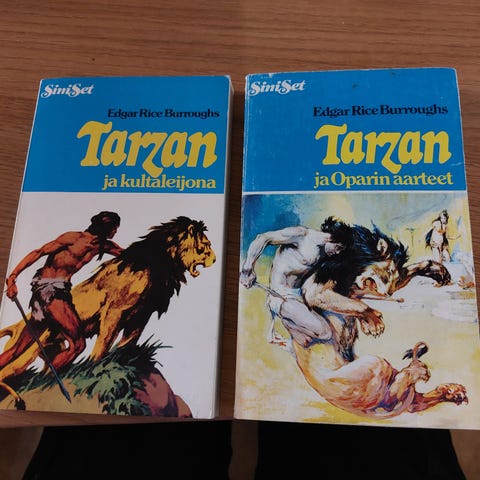 SiniSet
Edgar Rice Burroughs
Tarzan
ja kultaleijona
SiniSet
Edgar Rice Burroughs
Tarzan
ja Oparin aarteet